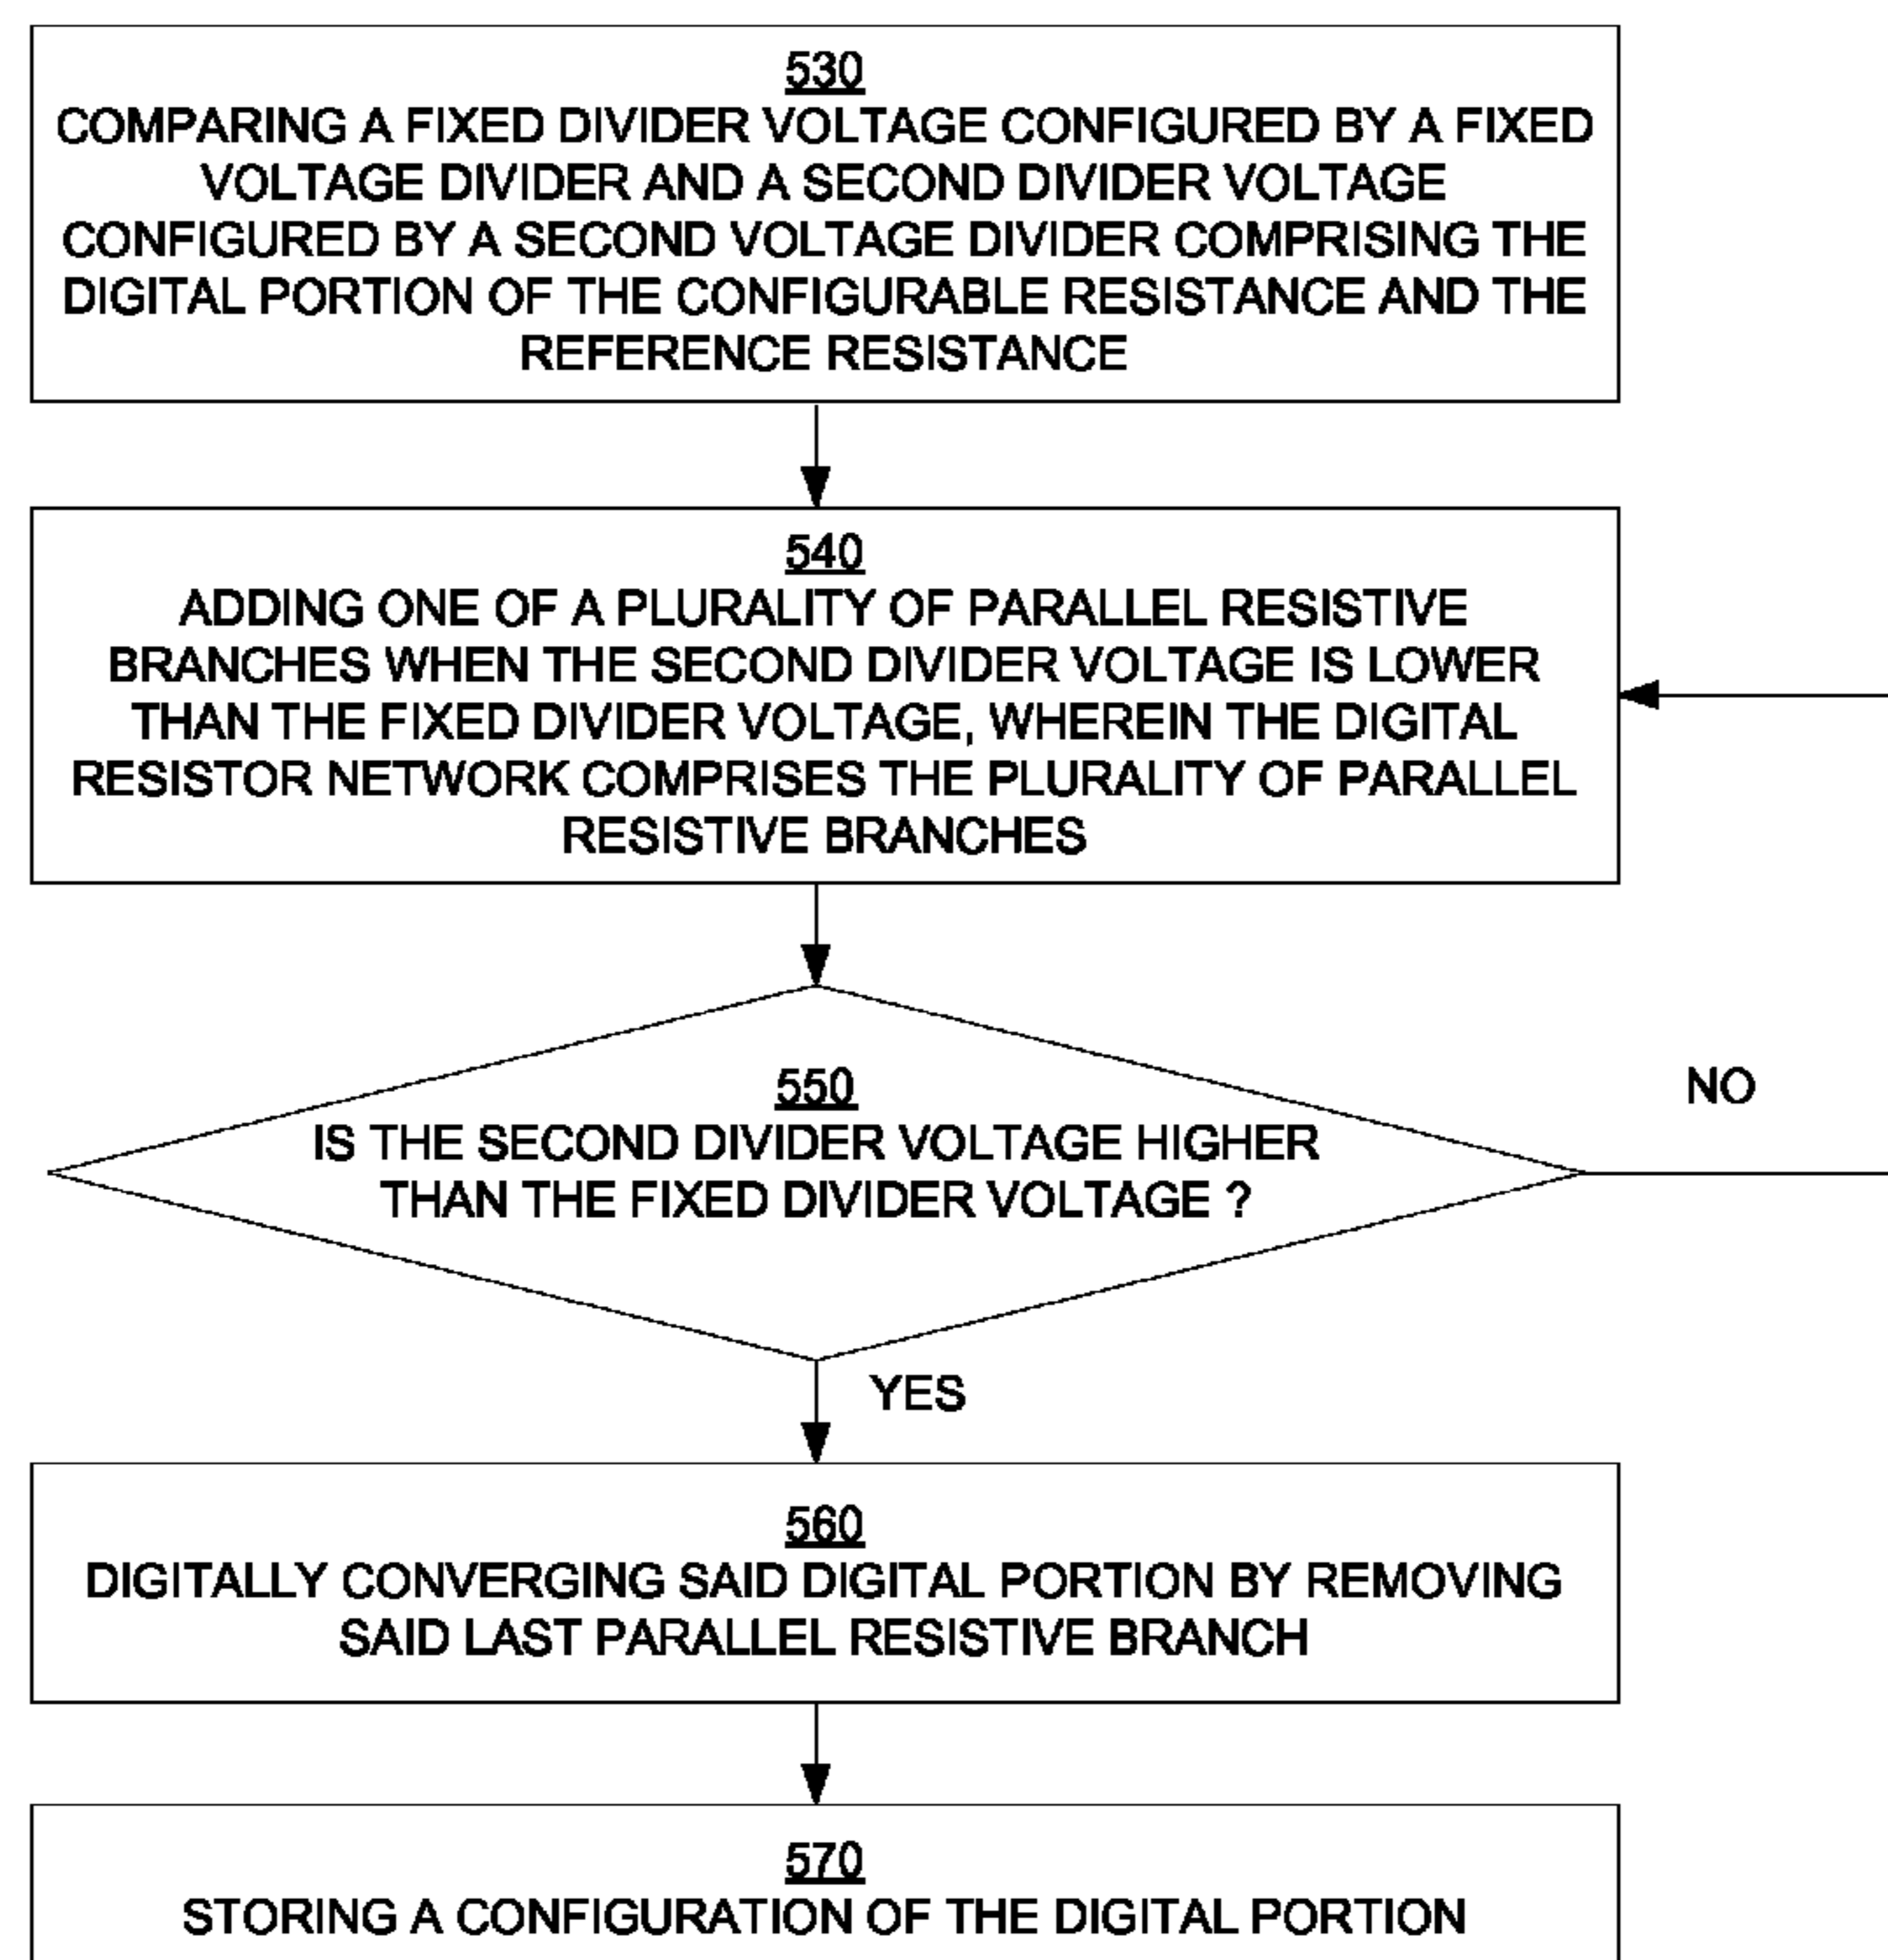 530
COMPARING A FIXED DIVIDER VOLTAGE CONFIGURED BY A FIXED
VOLTAGE DIVIDER AND A SECOND DIVIDER VOLTAGE
CONFIGURED BY A SECOND VOLTAGE DIVIDER COMPRISING THE
DIGITAL PORTION OF THE CONFIGURABLE RESISTANCE AND THE
REFERENCE RESISTANCE
540
ADDING ONE OF A PLURALITY OF PARALLEL RESISTIVE
BRANCHES WHEN THE SECOND DIVIDER VOLTAGE IS LOWER
THAN THE FIXED DIVIDER VOLTAGE, WHEREIN THE DIGITAL
RESISTOR NETWORK COMPRISES THE PLURALITY OF PARALLEL
RESISTIVE BRANCHES
550
IS THE SECOND DIVIDER VOLTAGE HIGHER
THAN THE FIXED DIVIDER VOLTAGE ?
NO
YES
560
DIGITALLY CONVERGING SAID DIGITAL PORTION BY REMOVING
SAID LAST PARALLEL RESISTIVE BRANCH
570
STORING A CONFIGURATION OF THE DIGITAL PORTION